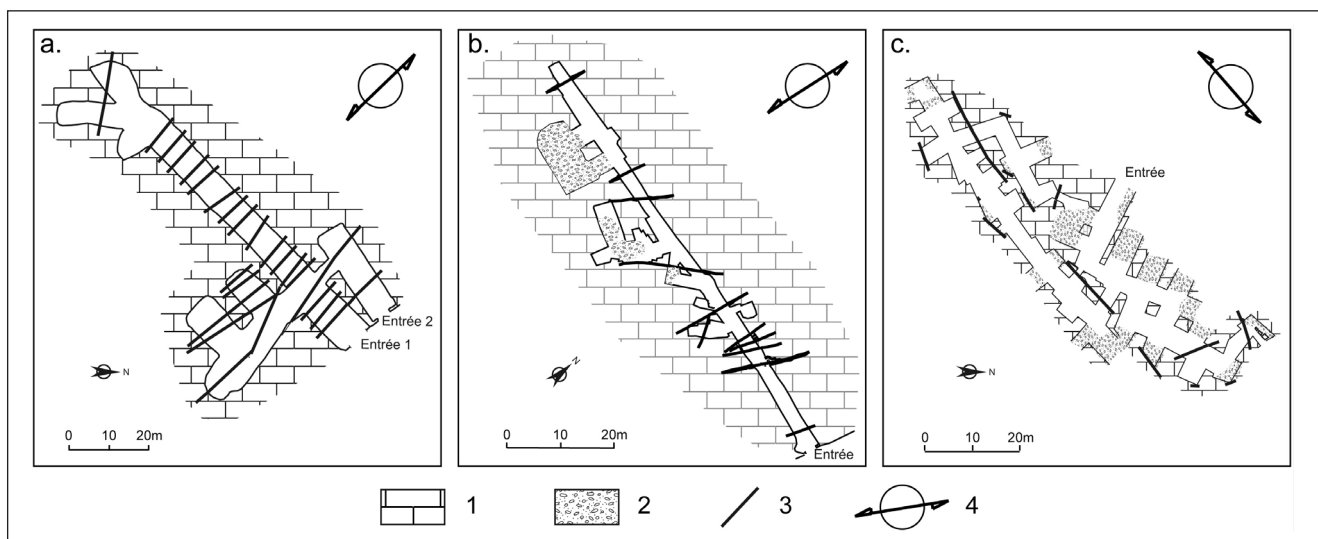 a.
Entrée 2
Entrée 1
N
0 10 20m
b.
N
0 10 20m
Entrée
c.
Entrée
N
0 10 20m
1 2 3 4